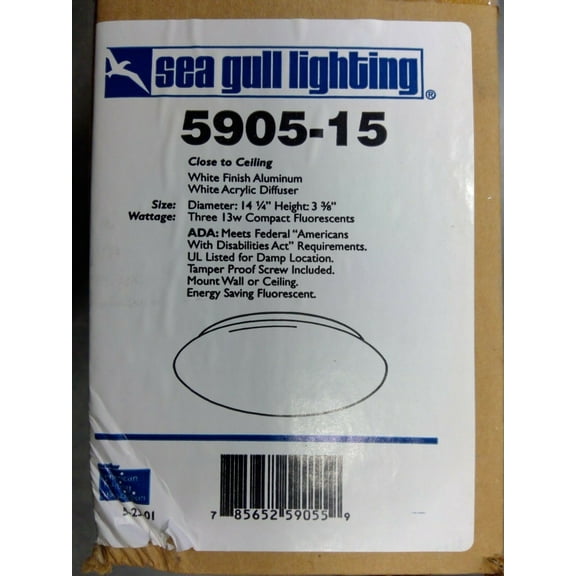 sea gull lighting®
5905-15
Close to Ceiling
White Finish Aluminum
White Acrylic Diffuser
Size: Diameter: 14 ¼" Height: 3 ⅜"
Wattage: Three 13w Compact Fluorescents
ADA: Meets Federal "Americans
With Disabilities Act" Requirements.
UL Listed for Damp Location.
Tamper Proof Screw Included.
Mount Wall or Ceiling.
Energy Saving Fluorescent.
7 85652 59055 9